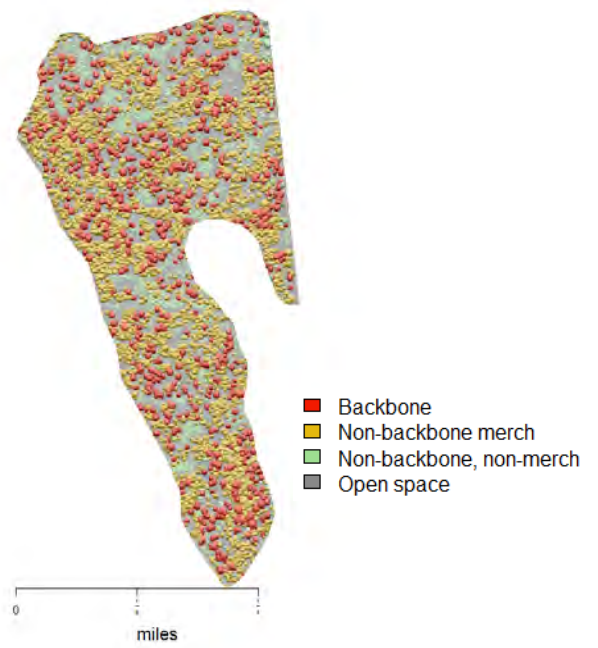 Backbone
Non-backbone merch
Non-backbone, non-merch
Open space
0
miles